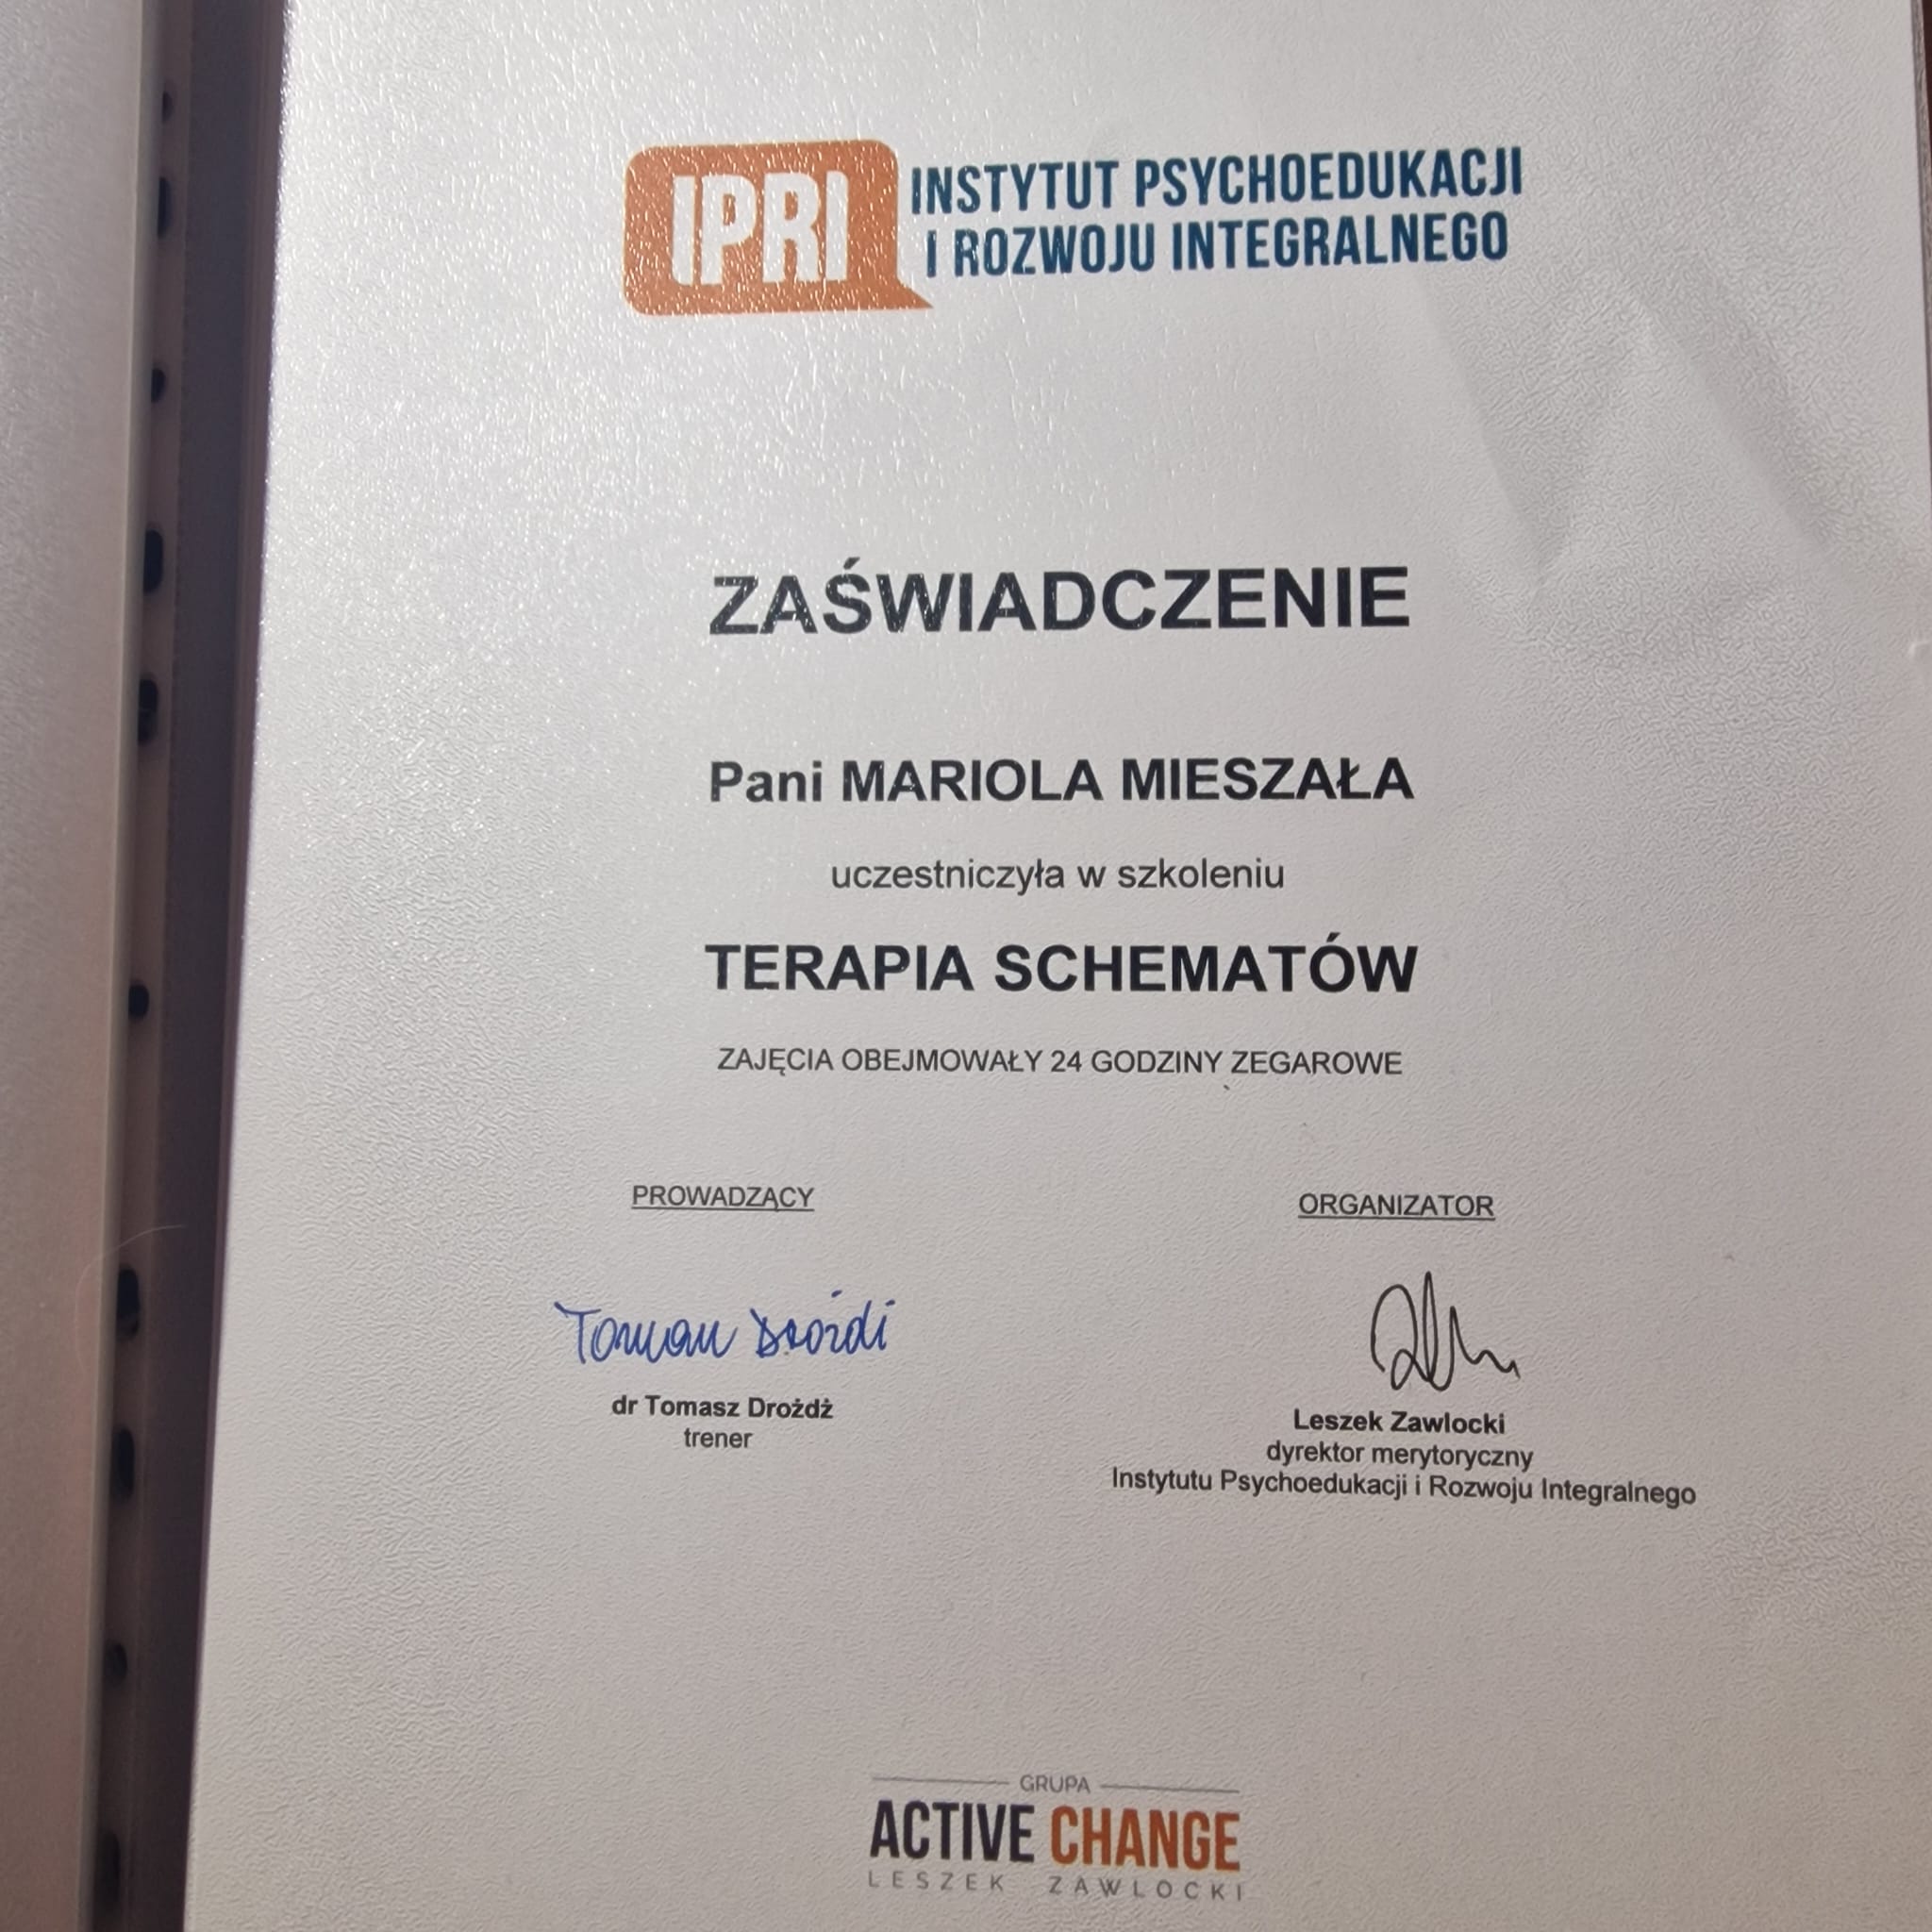 IPRI
INSTYTUT PSYCHOEDUKACJI
I ROZWOJU INTEGRALNEGO
ZAŚWIADCZENIE
Pani MARIOLA MIESZAŁA
uczestniczyła w szkoleniu
TERAPIA SCHEMATÓW
ZAJĘCIA OBEJMOWAŁY 24 GODZINY ZEGAROWE
PROWADZĄCY
Tomasz Drożdż
dr Tomasz Drożdż
trener
ORGANIZATOR
Leszek Zawlocki
dyrektor merytoryczny
Instytutu Psychoedukacji i Rozwoju Integralnego
GRUPA
ACTIVE CHANGE
LESZEK ZAWLOCKI